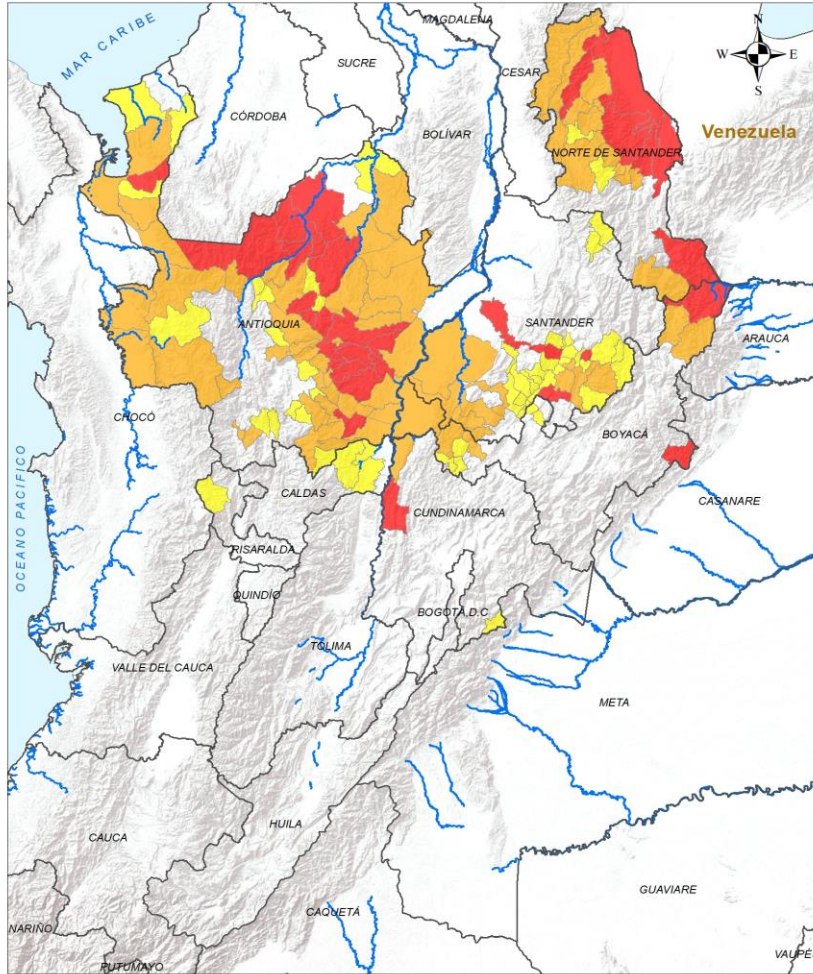 MAGDALENA
N
MAR CARIBE
SUCRE
CESAR
W
E
S
CÓRDOBA
BOLÍVAR
Venezuela
NORTE DE SANTANDER
ANTIOQUIA
SANTANDER
ARAUCA
CHOCÓ
BOYACÁ
OCEANO PACIFICO
CALDAS
CUNDINAMARCA
CASANARE
RISARALDA
QUINDÍO
BOGOTÁ, D.C
TOLIMA
VALLE DEL CAUCA
META
HUILA
CAUCA
GUAVIARE
CAQUETÁ
NARIÑO
PUTUMAYO
VAUPÉ